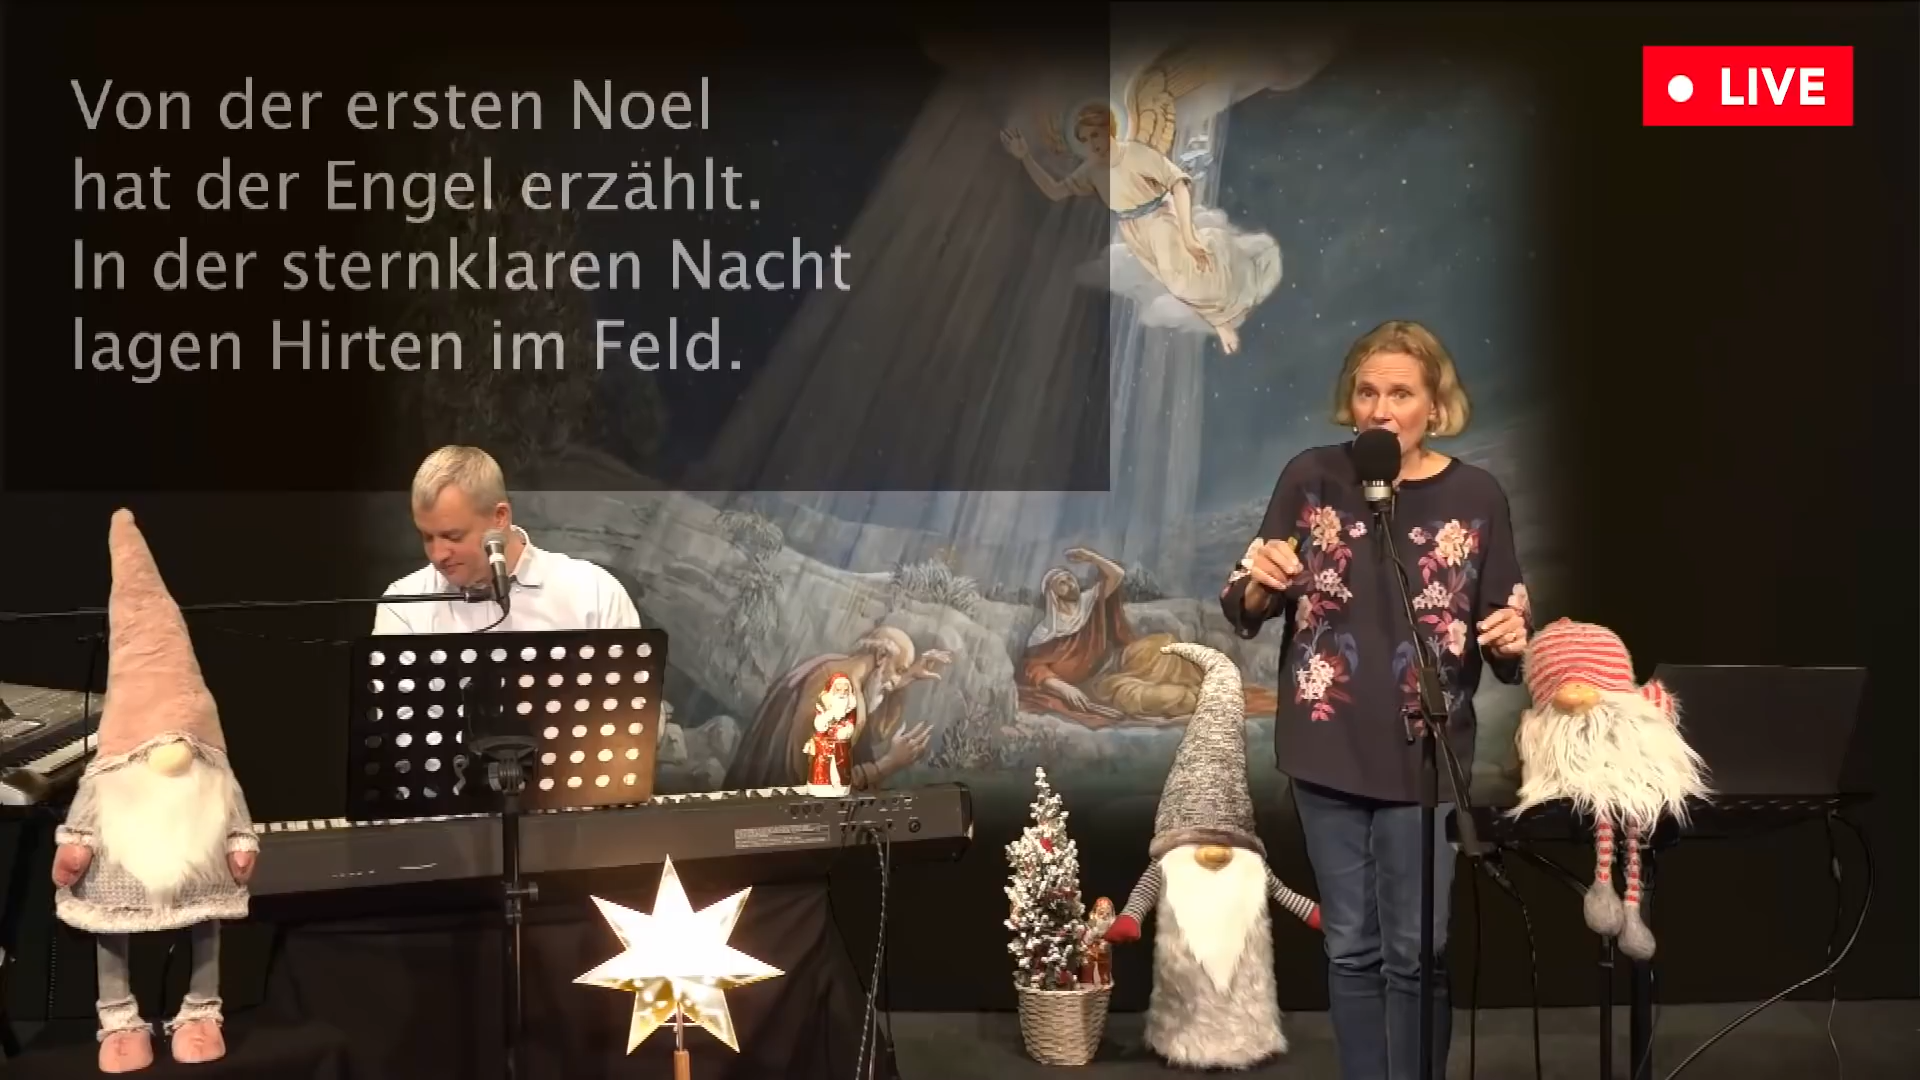 Von der ersten Noel
hat der Engel erzählt.
In der sternklaren Nacht
lagen Hirten im Feld.
LIVE